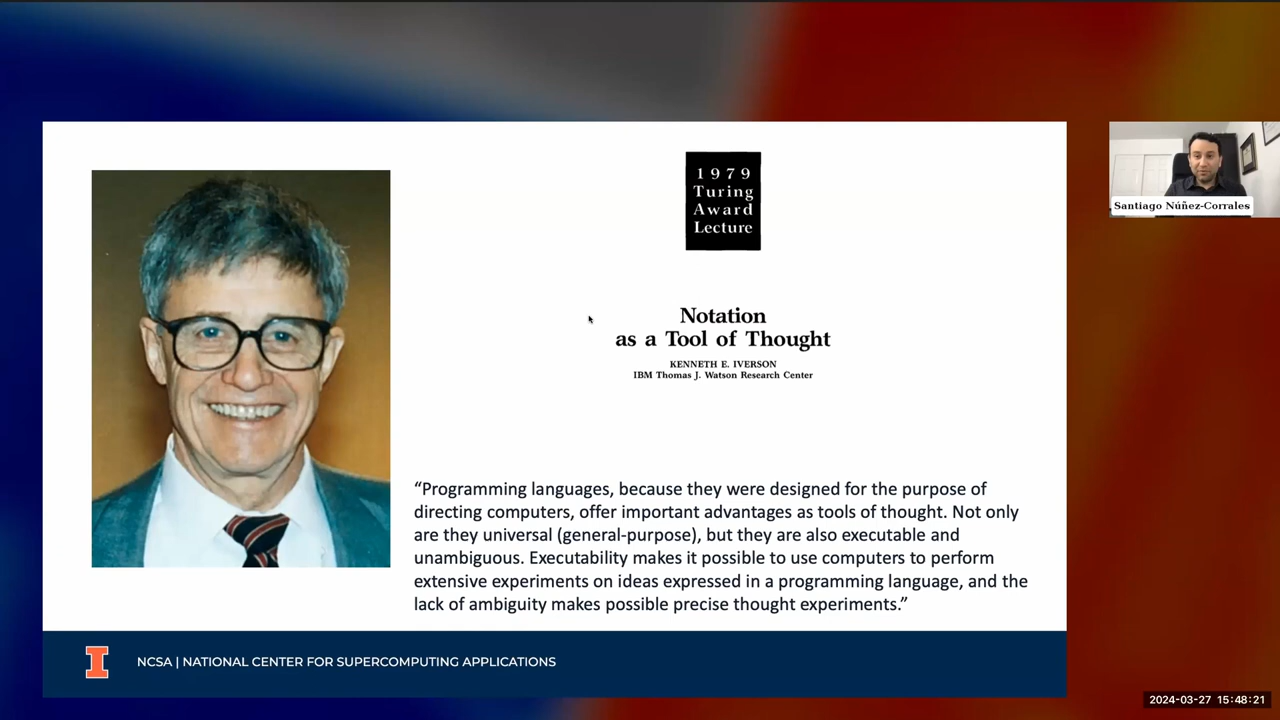 1979
Turing
Award
Lecture
Notation
as a Tool of Thought
KENNETH E. IVERSON
IBM Thomas J. Watson Research Center
“Programming languages, because they were designed for the purpose of
directing computers, offer important advantages as tools of thought. Not only
are they universal (general-purpose), but they are also executable and
unambiguous. Executability makes it possible to use computers to perform
extensive experiments on ideas expressed in a programming language, and the
lack of ambiguity makes possible precise thought experiments.”
I
NCSA | NATIONAL CENTER FOR SUPERCOMPUTING APPLICATIONS
Santiago Núñez-Corrales
2024-03-27 15:48:21